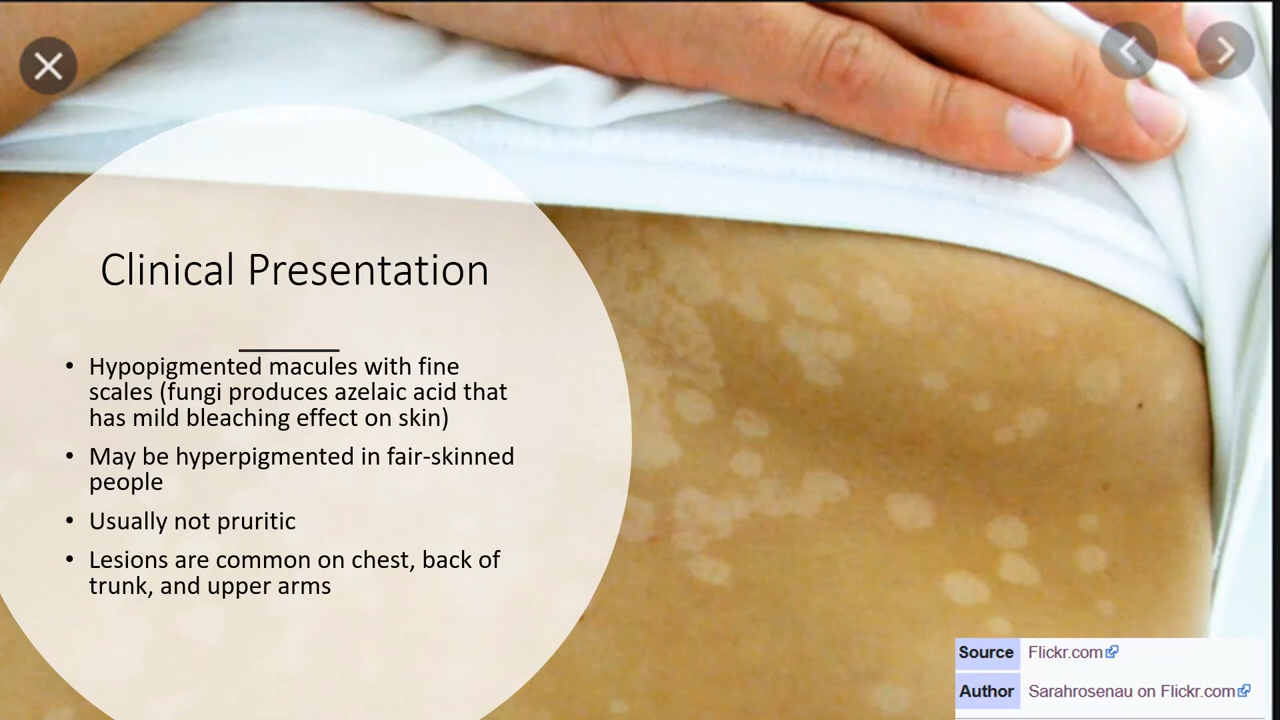 Clinical Presentation
• Hypopigmented macules with fine
scales (fungi produces azelaic acid that
has mild bleaching effect on skin)
• May be hyperpigmented in fair-skinned
people
• Usually not pruritic
• Lesions are common on chest, back of
trunk, and upper arms
Source Flickr.com
Author Sarahrosenau on Flickr.com